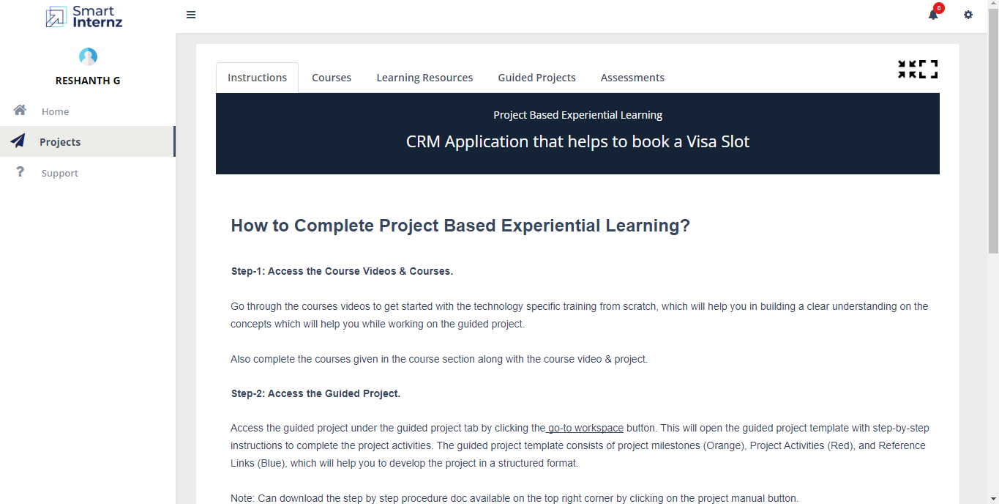 Smart
Internz
0
RESHANTH G
Home
Projects
? Support
Instructions Courses Learning Resources Guided Projects Assessments
Project Based Experiential Learning
CRM Application that helps to book a Visa Slot
How to Complete Project Based Experiential Learning?
Step-1: Access the Course Videos & Courses.
Go through the courses videos to get started with the technology specific training from scratch, which will help you in building a clear understanding on the
concepts which will help you while working on the guided project.
Also complete the courses given in the course section along with the course video & project.
Step-2: Access the Guided Project.
Access the guided project under the guided project tab by clicking the go-to workspace button. This will open the guided project template with step-by-step
instructions to complete the project activities. The guided project template consists of project milestones (Orange), Project Activities (Red), and Reference
Links (Blue), which will help you to develop the project in a structured format.
Note: Can download the step by step procedure doc available on the top right corner by clicking on the project manual button.